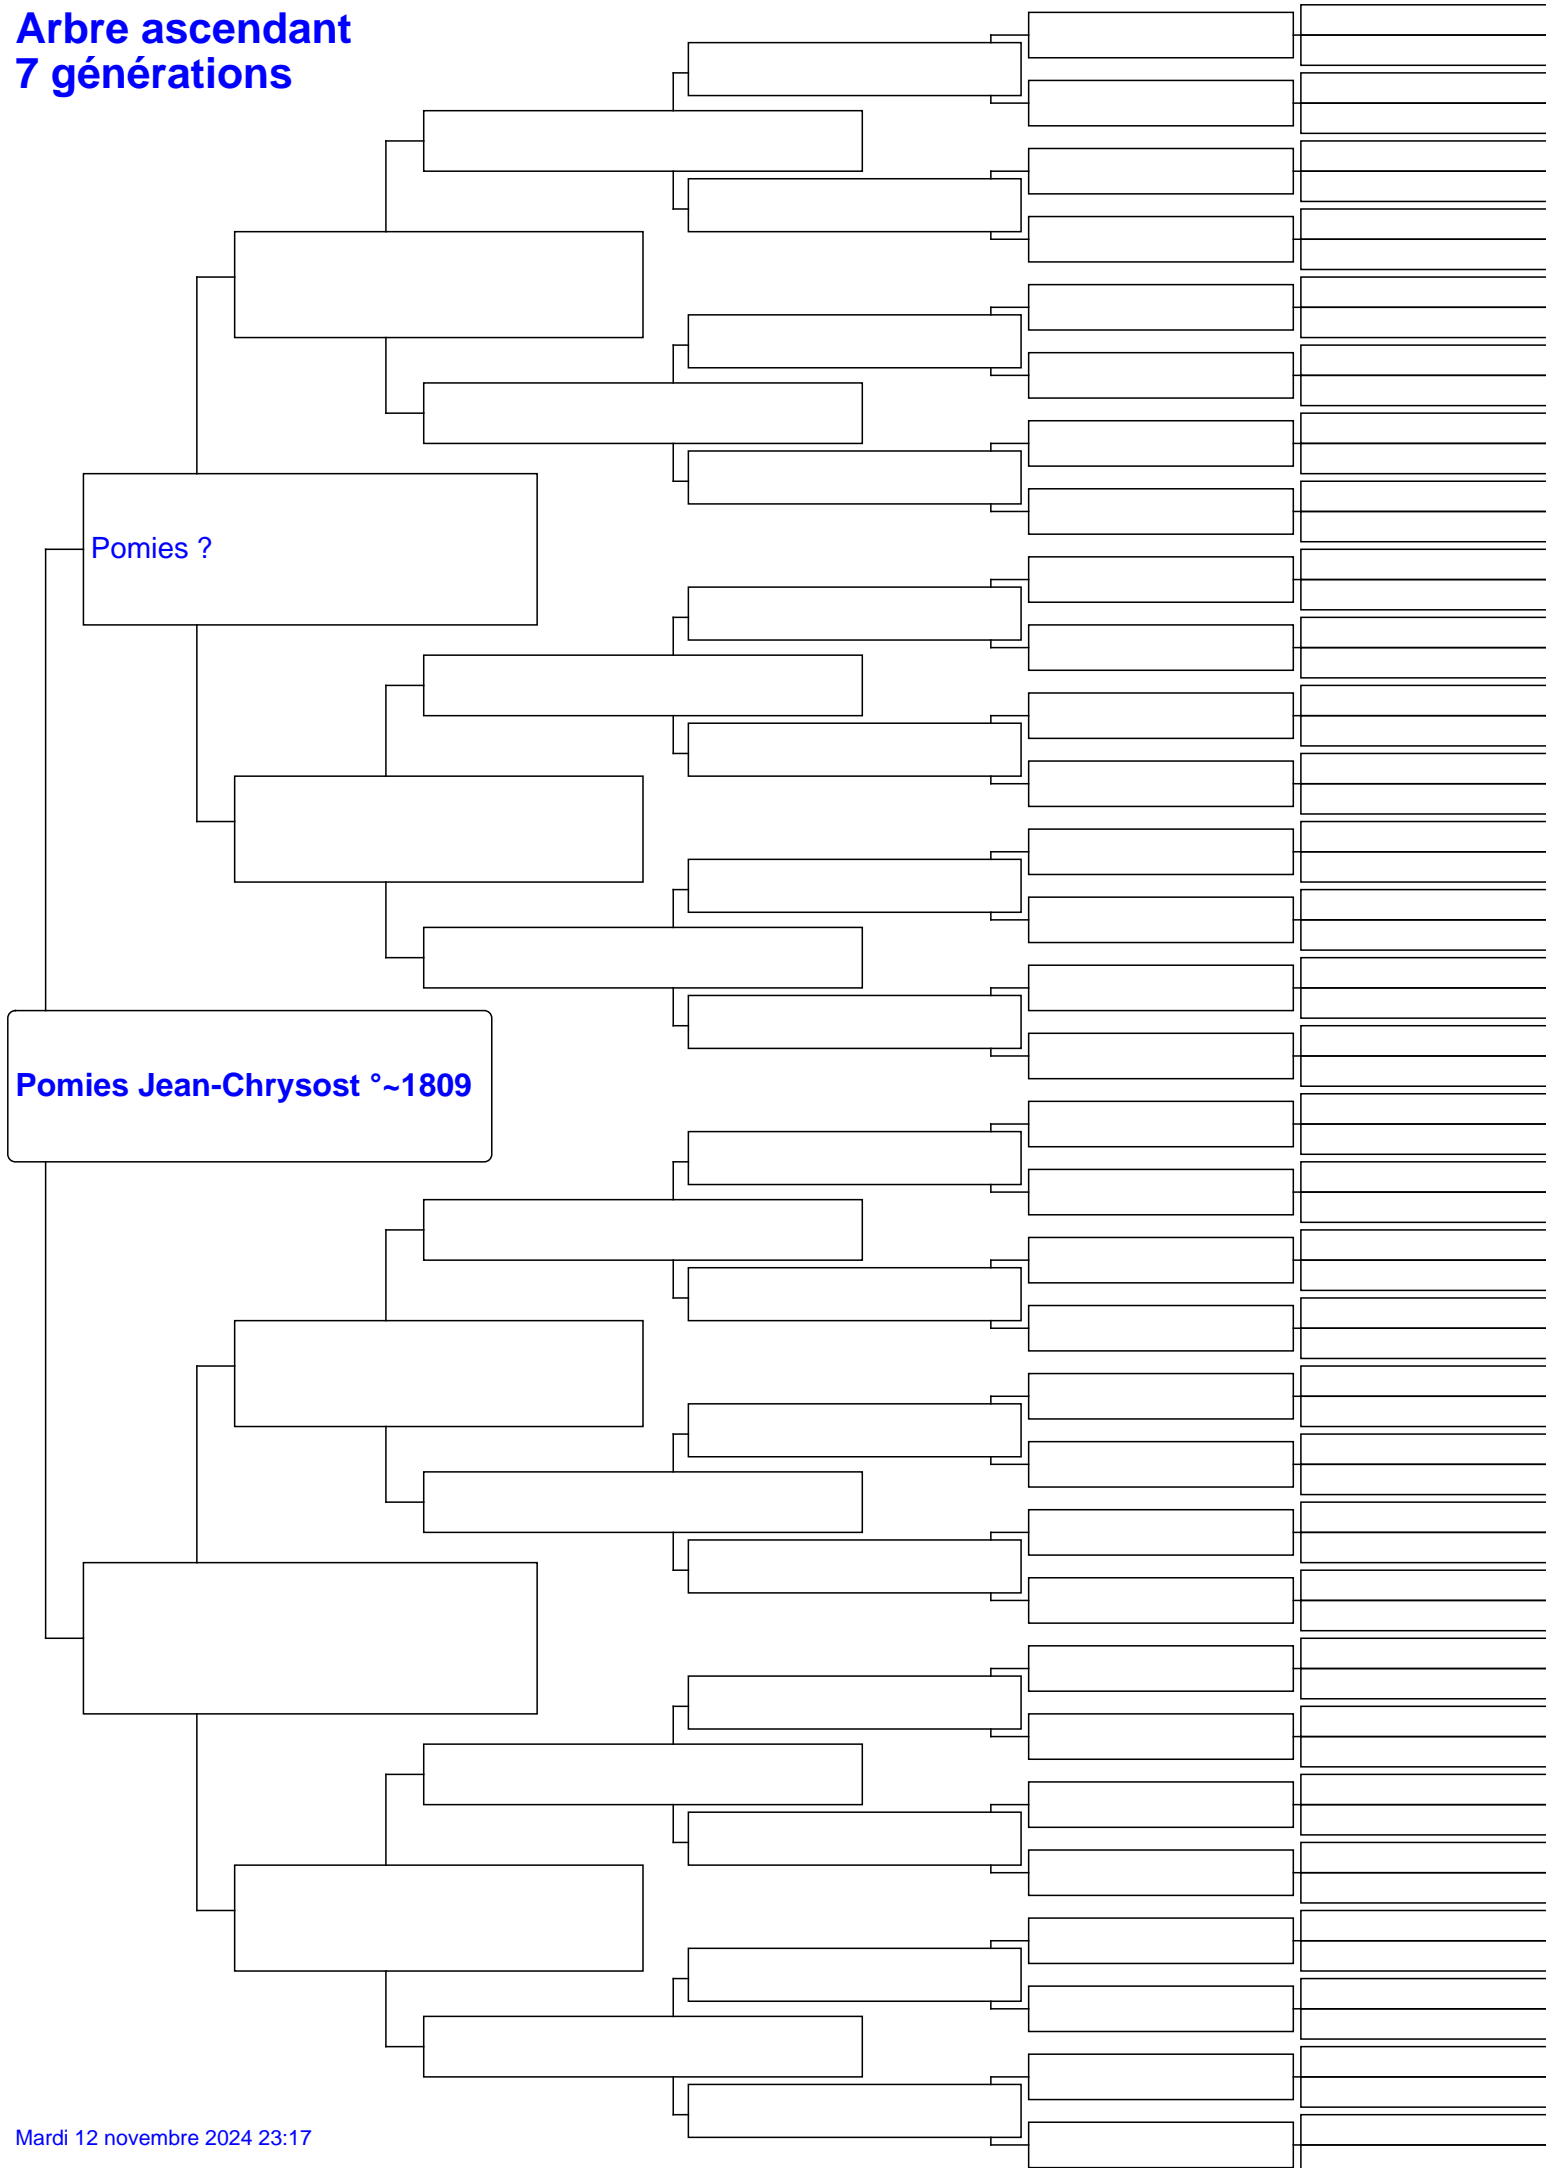 Arbre ascendant
7 générations
Pomies ?
Pomies Jean-Chrysost °~1809
Mardi 12 novembre 2024 23:17